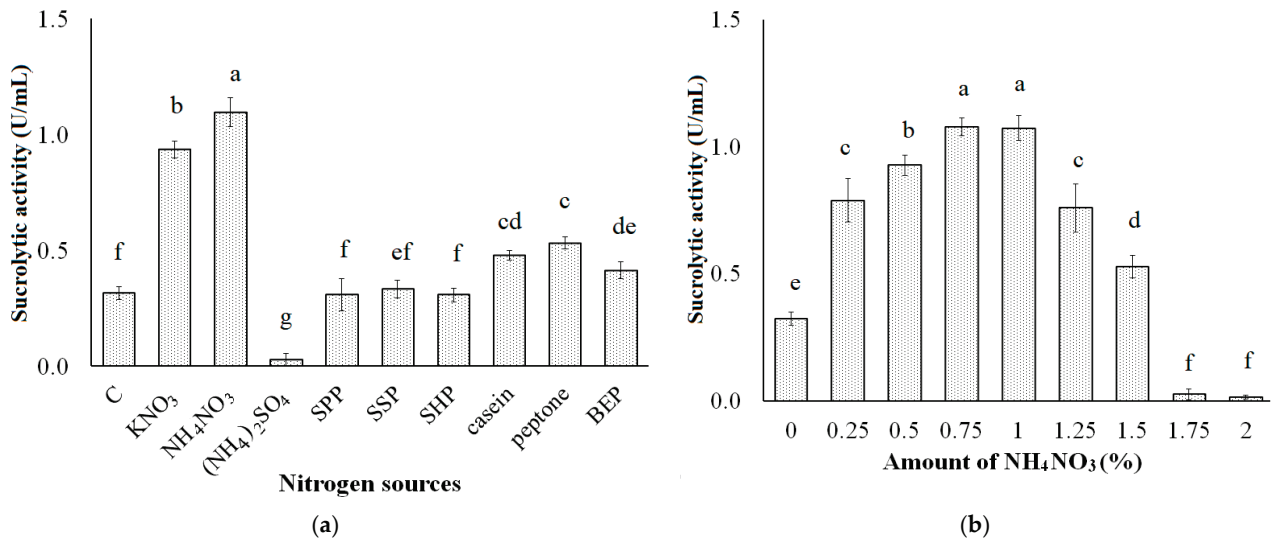 Sucrolytic activity (U/mL)
1.5
1.0
0.5
0.0
f
b
a
g
f
ef
f
cd
c
de
C
KNO₃
NH₄NO₃
(NH₄)₂SO₄
SPP
SSP
SHP
casein
peptone
BEP
Nitrogen sources
(a)
Sucrolytic activity (U/mL)
1.5
1.0
0.5
0.0
e
c
b
a
a
c
d
f
f
0 0.25 0.5 0.75 1 1.25 1.5 1.75 2
Amount of NH₄NO₃ (%)
(b)